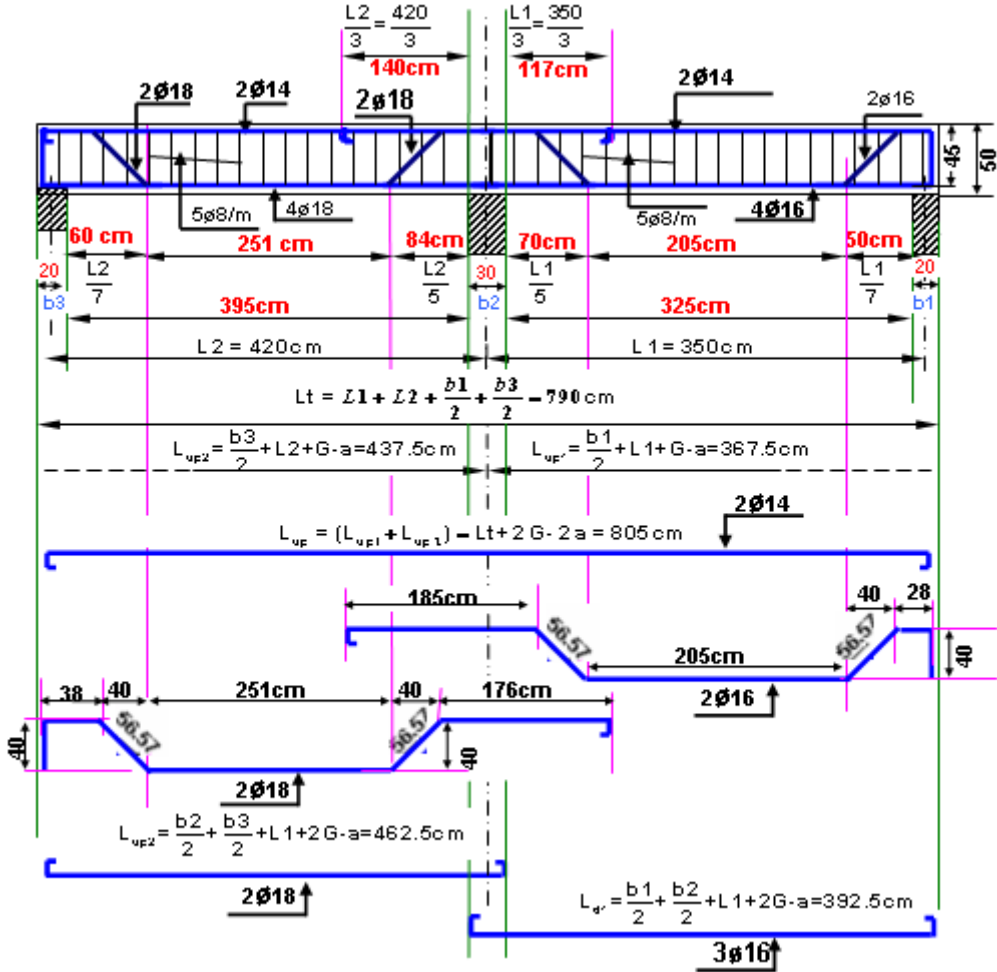 L2/3 = 420/3
L1/3 = 350/3
140cm
117cm
2Ø18
2Ø14
2ø18
2Ø14
2ø16
45
50
5ø8/m
4ø18
5ø8/m
4Ø16
60 cm
251 cm
84cm
70cm
205cm
50cm
20
L2/7
L2/5
30
L1/5
L1/7
20
b3
b2
b1
395cm
325cm
L2 = 420cm
L1 = 350cm
Lt = L1 + L2 + b1/2 + b3/2 - 790cm
Lup2 = b3/2 + L2+G-a=437.5cm
Lup' = b1/2 + L1+G-a=367.5cm
2Ø14
Lup = (Lup1 + Lup2) - Lt + 2G - 2a = 805cm
185cm
40
28
56.57
56.57
40
205cm
2Ø16
38
40
251cm
40
176cm
40
56.57
56.57
40
2Ø18
Lup2 = b2/2 + b3/2 + L1+2G-a=462.5cm
2Ø18
Ld' = b1/2 + b2/2 + L1+2G-a=392.5cm
3ø16